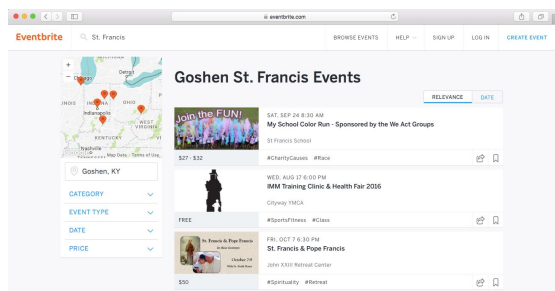 eventbrite.com
Eventbrite
St. Francis
BROWSE EVENTS
HELP
SIGN UP
LOG IN
CREATE EVENT
+
−
Chicago
Detroit
INDIANA
OHIO
Indianapolis
WEST
VIRGINIA
KENTUCKY
Nashville
Map Data
Terms of Use
Goshen, KY
CATEGORY
EVENT TYPE
DATE
PRICE
Goshen St. Francis Events
RELEVANCE
DATE
Join the FUN!
$27 - $32
SAT, SEP 24 8:30 AM
My School Color Run - Sponsored by the We Act Groups
St Francis School
#CharityCauses #Race
FREE
WED, AUG 17 6:00 PM
IMM Training Clinic & Health Fair 2016
Cityway YMCA
#SportsFitness #Class
St. Francis & Pope Francis
October 7-9
$50
FRI, OCT 7 6:30 PM
St. Francis & Pope Francis
John XXIII Retreat Center
#Spirituality #Retreat